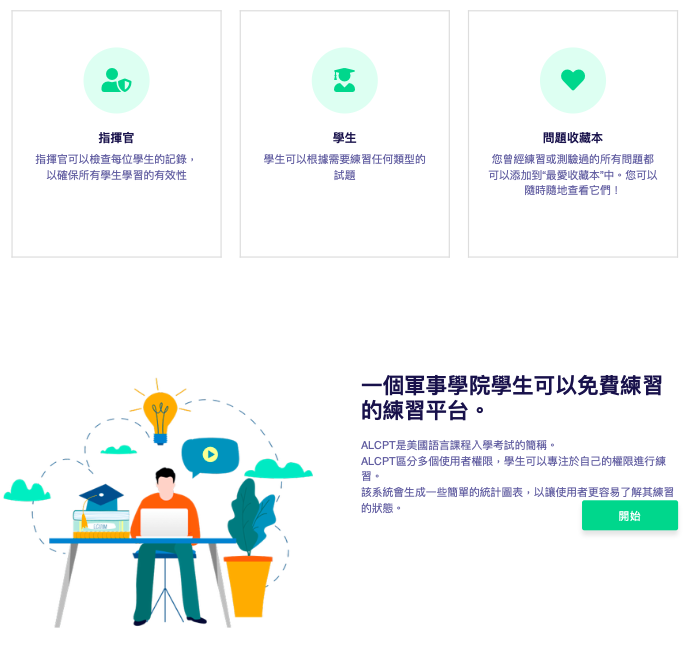 指揮官
指揮官可以檢查每位學生的記錄，
以確保所有學生學習的有效性
學生
學生可以根據需要練習任何類型的
試題
問題收藏本
您曾經練習或測驗過的所有問題都
可以添加到“最愛收藏本”中。您可以
隨時隨地查看它們！
一個軍事學院學生可以免費練習
的練習平台。
ALCPT是美國語言課程入學考試的簡稱。
ALCPT區分多個使用者權限，學生可以專注於自己的權限進行練
習。
該系統會生成一些簡單的統計圖表，以讓使用者更容易了解其練習
的狀態。
開始